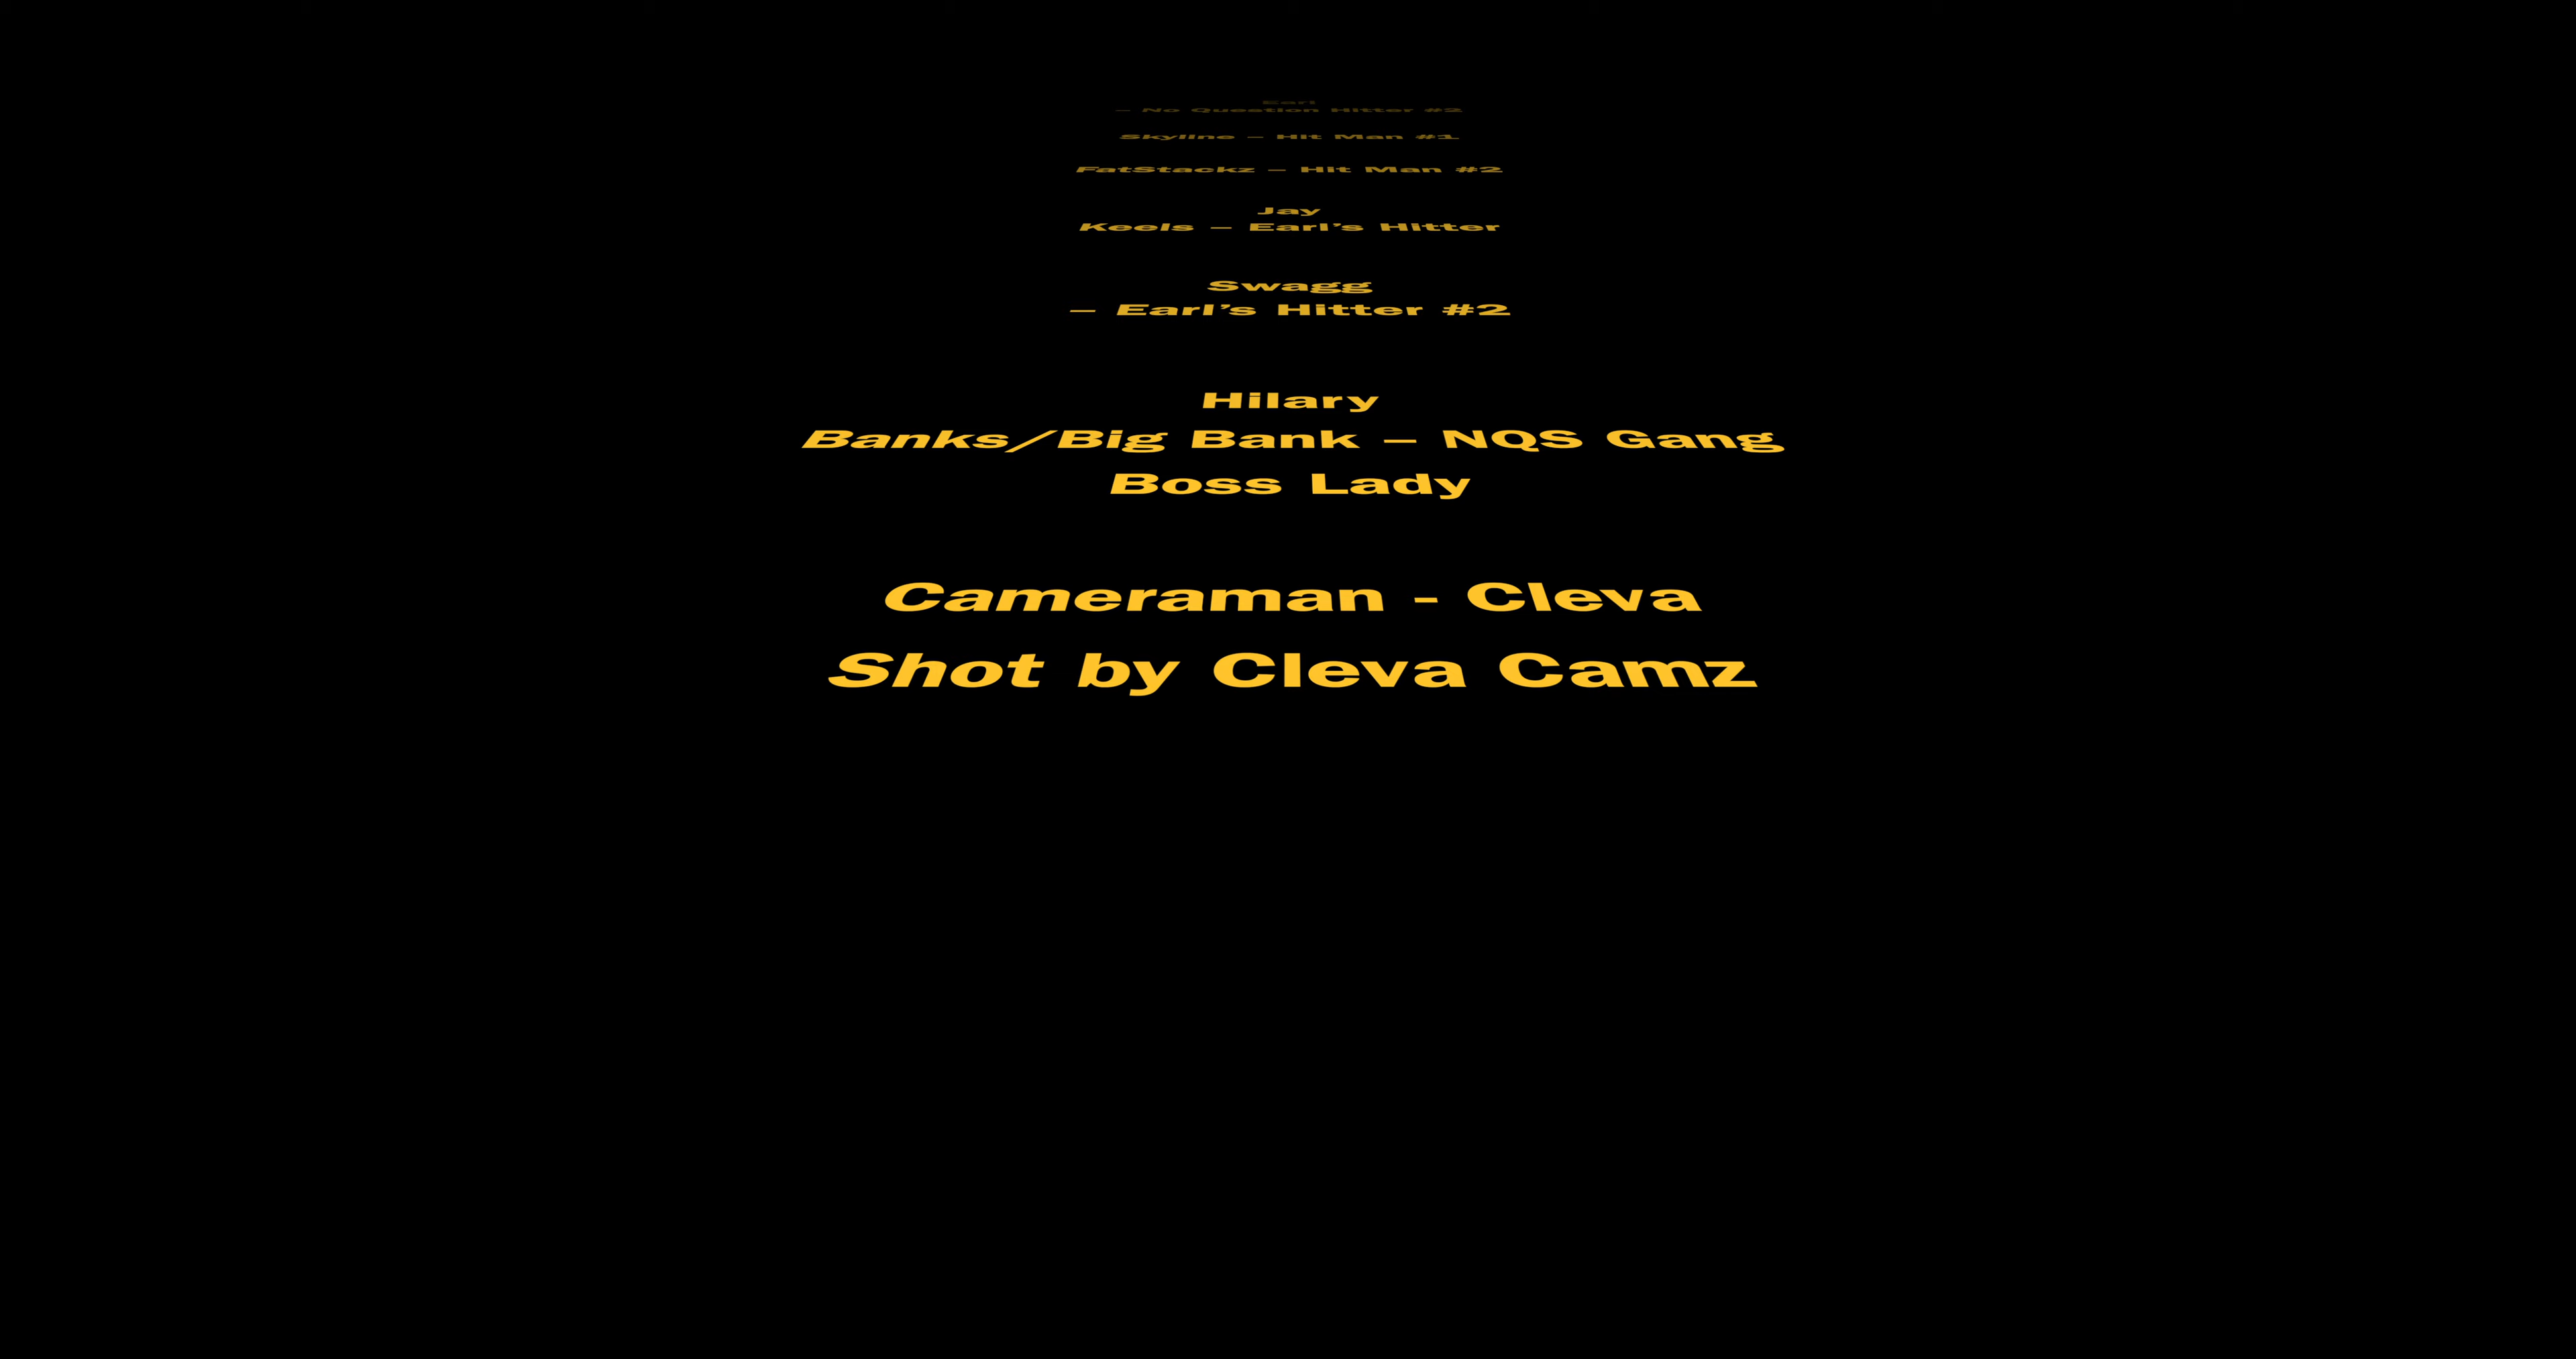 Earl
– No Question Hitter #2
Skyline – Hit Man #1
FatStackz – Hit Man #2
Jay
Keels – Earl’s Hitter
Swagg
– Earl’s Hitter #2
Hilary
Banks/Big Bank – NQS Gang
Boss Lady
Cameraman - Cleva
Shot by Cleva Camz